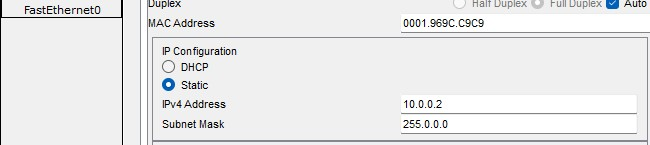 FastEthernet0
Duplex Half Duplex Full Duplex Auto
MAC Address 0001.969C.C9C9
IP Configuration
DHCP
Static
IPv4 Address 10.0.0.2
Subnet Mask 255.0.0.0